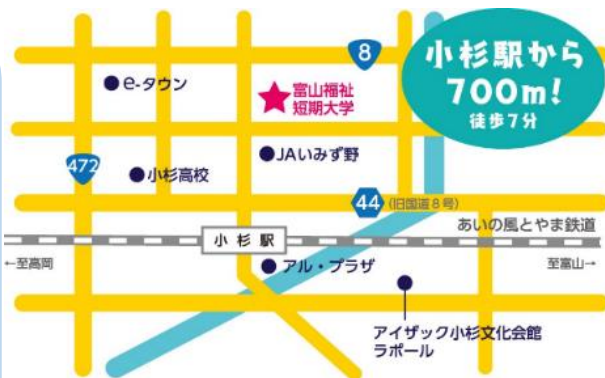 8
小杉駅から
700m!
徒歩7分
e-タウン
富山福祉
短期大学
472
小杉高校
JAいみず野
44
(旧国道8号)
あいの風とやま鉄道
小杉駅
←至高岡
アル・プラザ
至富山→
アイザック小杉文化会館
ラポール